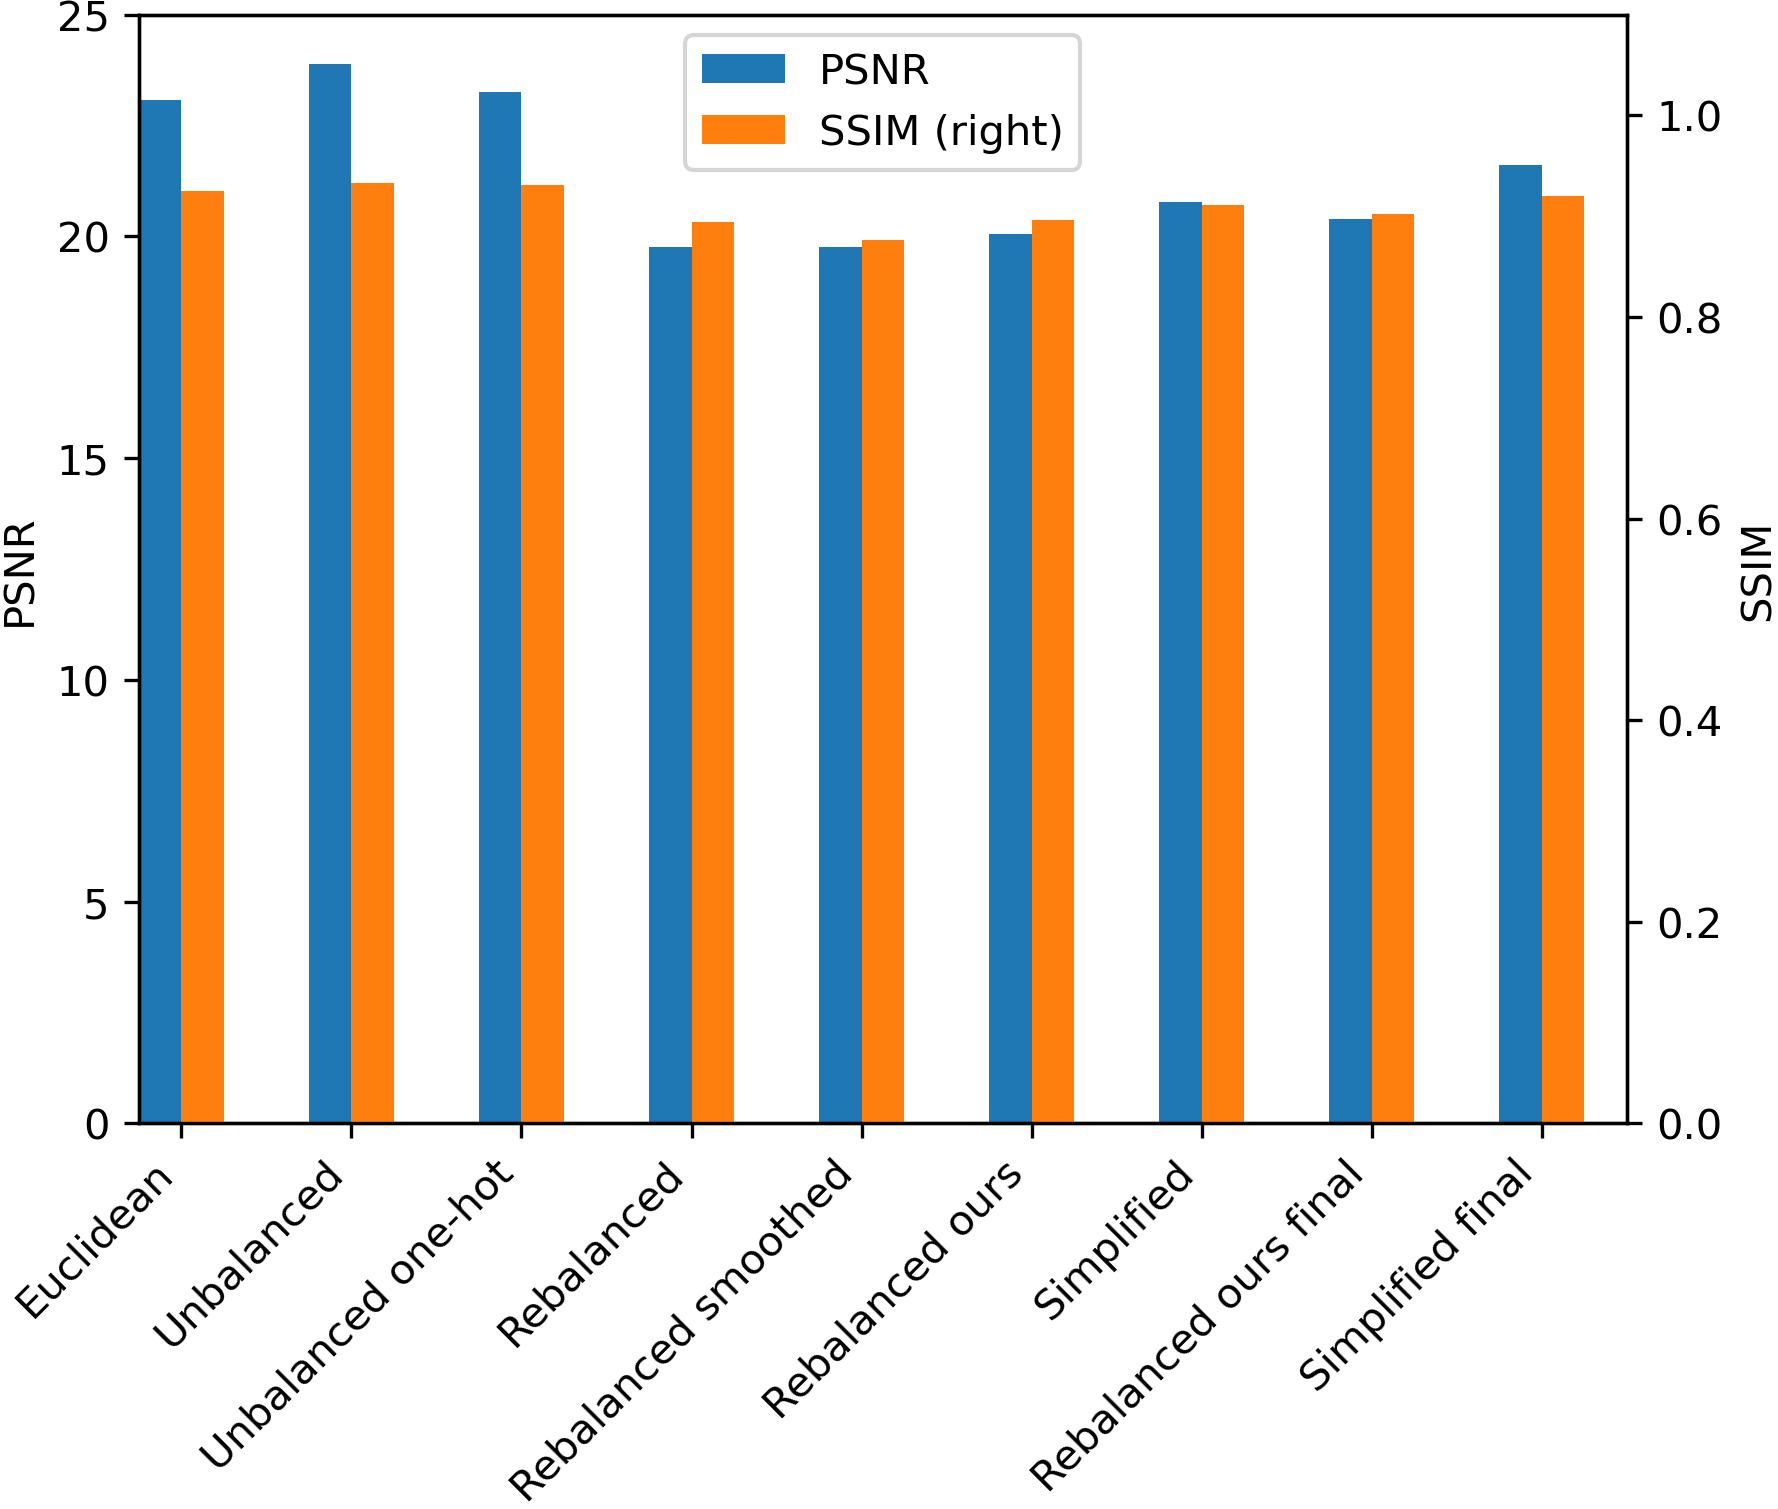 PSNR
SSIM (right)
25
20
15
10
5
0
PSNR
1.0
0.8
0.6
0.4
0.2
0.0
SSIM
Euclidean
Unbalanced
Unbalanced one-hot
Rebalanced
Rebalanced smoothed
Rebalanced ours
Simplified
Rebalanced ours final
Simplified final